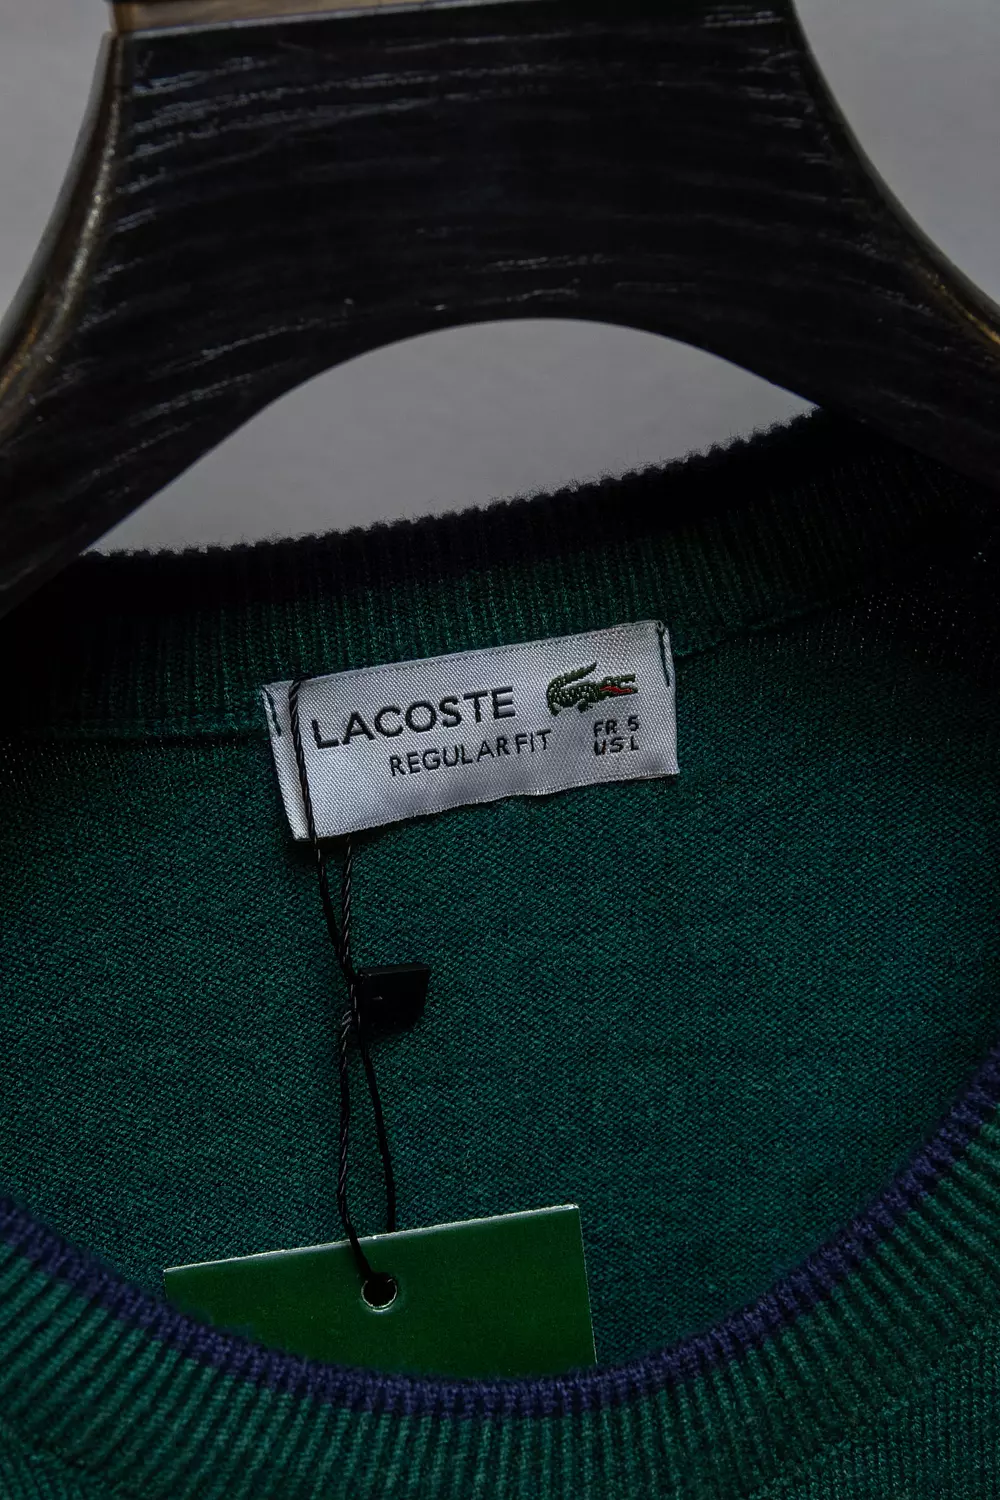 LACOSTE
REGULAR FIT
FR 5
US L